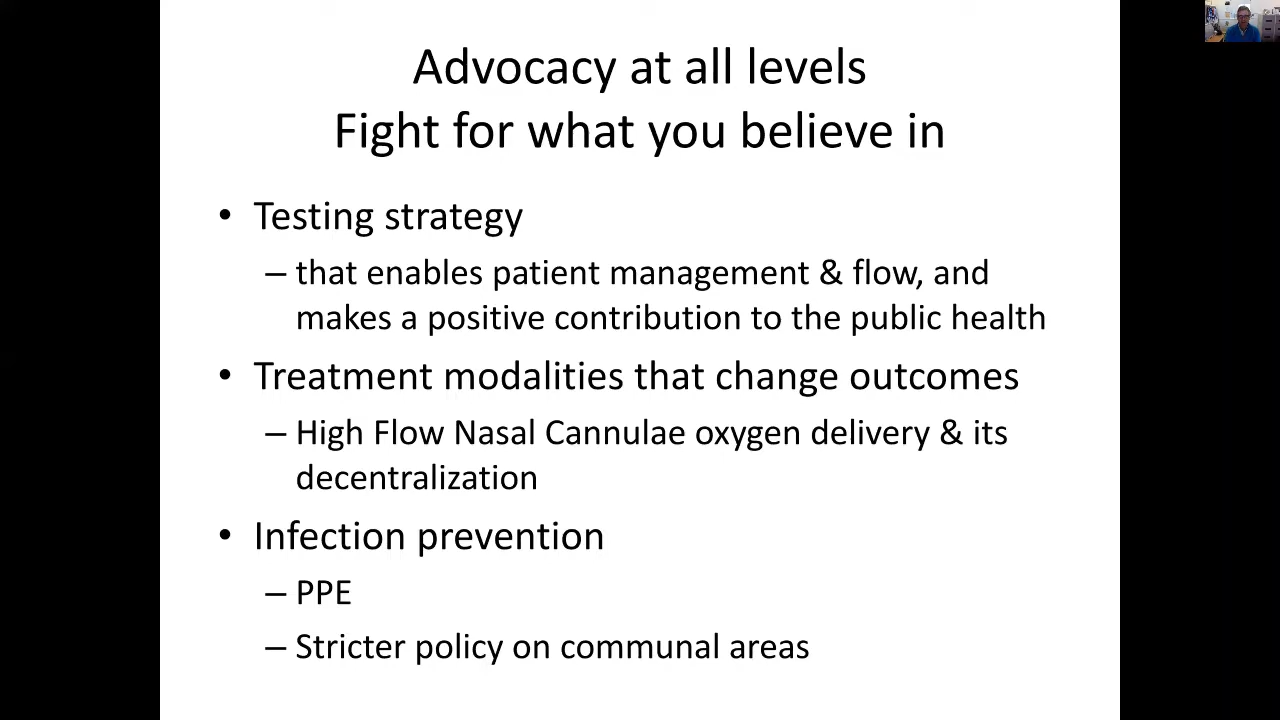 Advocacy at all levels
Fight for what you believe in
• Testing strategy
– that enables patient management & flow, and
makes a positive contribution to the public health
• Treatment modalities that change outcomes
– High Flow Nasal Cannulae oxygen delivery & its
decentralization
• Infection prevention
– PPE
– Stricter policy on communal areas